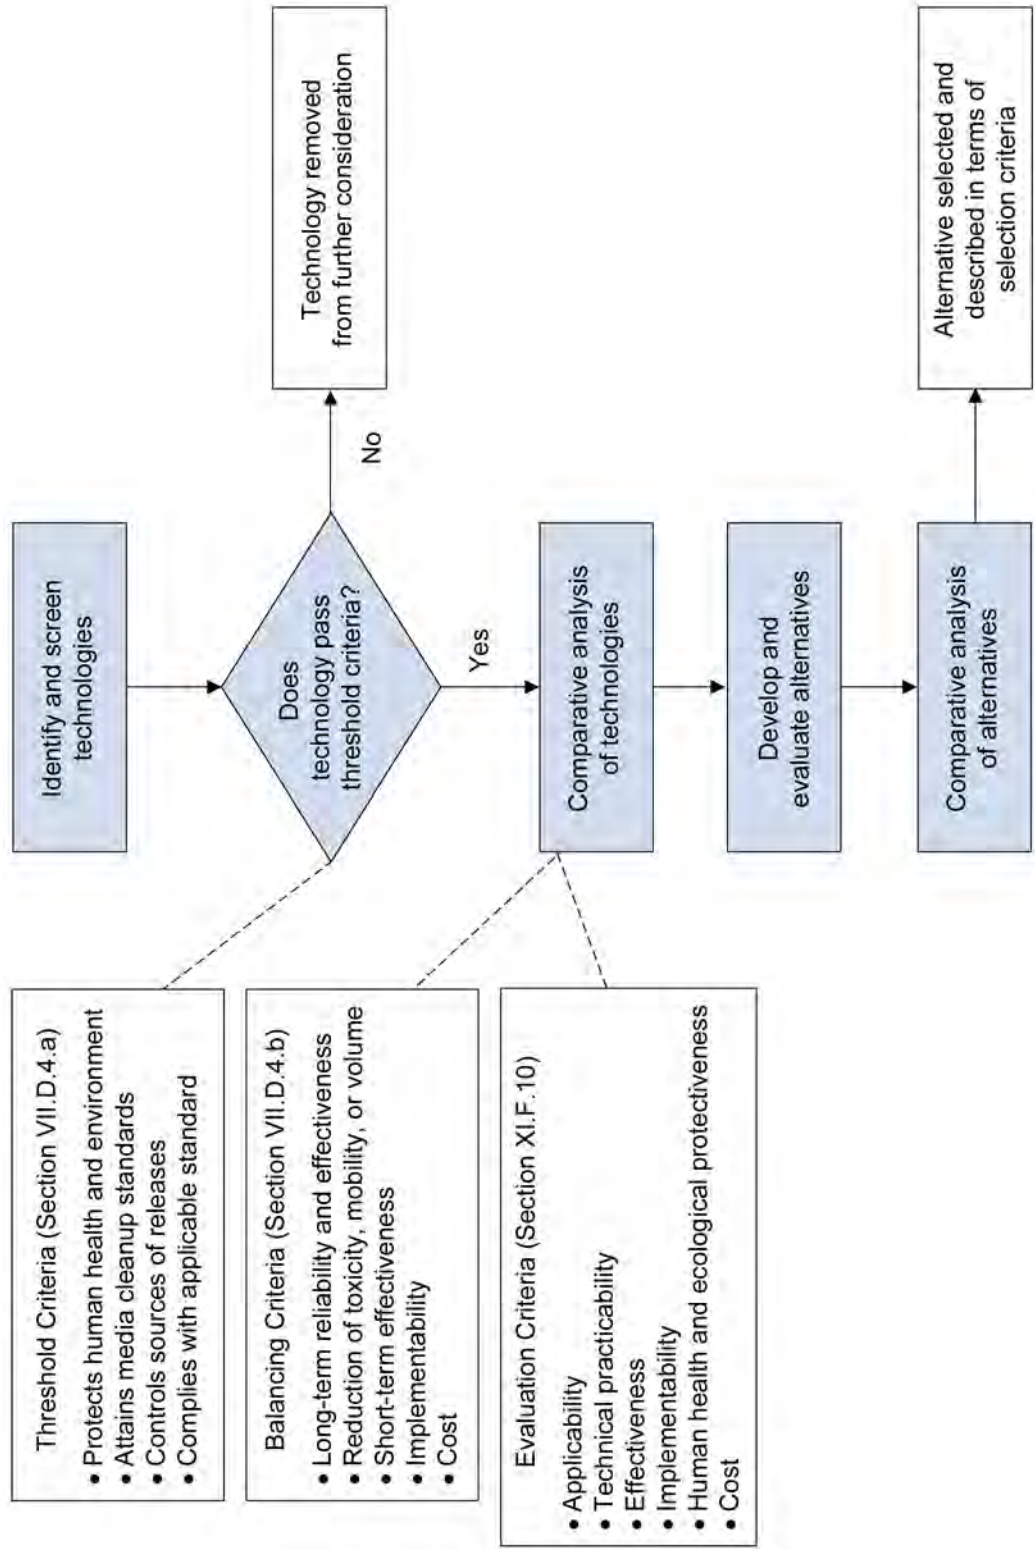 Threshold Criteria (Section VII.D.4.a)
• Protects human health and environment
• Attains media cleanup standards
• Controls sources of releases
• Complies with applicable standard
Balancing Criteria (Section VII.D.4.b)
• Long-term reliability and effectiveness
• Reduction of toxicity, mobility, or volume
• Short-term effectiveness
• Implementability
• Cost
Evaluation Criteria (Section XI.F.10)
• Applicability
• Technical practicability
• Effectiveness
• Implementability
• Human health and ecological protectiveness
• Cost
Identify and screen
technologies
Does
technology pass
threshold criteria?
No
Technology removed
from further consideration
Yes
Comparative analysis
of technologies
Develop and
evaluate alternatives
Comparative analysis
of alternatives
Alternative selected and
described in terms of
selection criteria